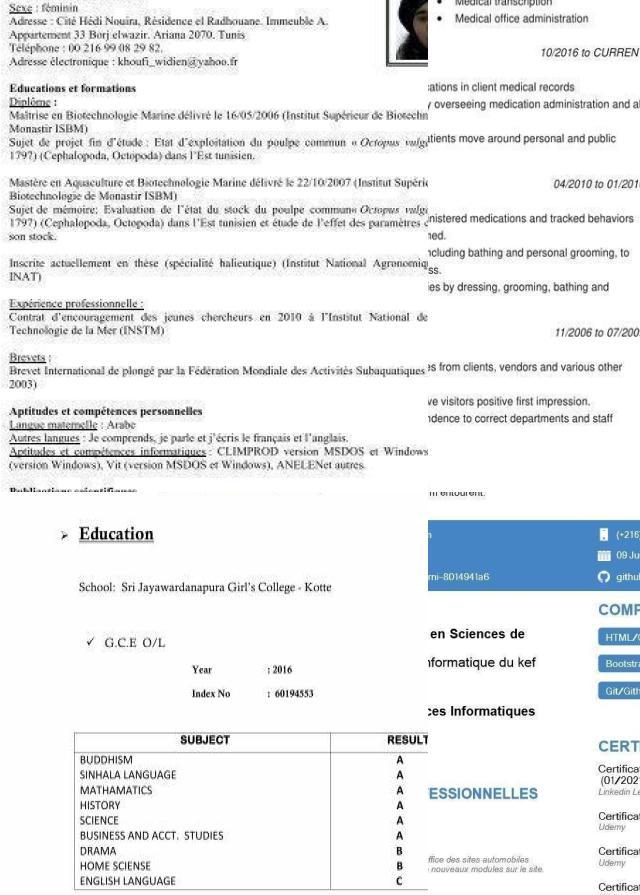 Sexe : féminin
Adresse : Cité Hédi Nouira, Résidence el Radhouane. Immeuble A.
Appartement 33 Borj elwazir. Ariana 2070. Tunis
Téléphone : 00 216 99 08 29 82.
Adresse électronique : khoufi_widien@yahoo.fr
Educations et formations
Diplôme :
Maîtrise en Biotechnologie Marine délivré le 16/05/2006 (Institut Supérieur de Biotechn
Monastir ISBM)
Sujet de projet fin d'étude : Etat d'exploitation du poulpe commun « Octopus vulg
1797) (Cephalopoda, Octopoda) dans l'Est tunisien.
Mastère en Aquaculture et Biotechnologie Marine délivré le 22/10/2007 (Institut Supérie
Biotechnologie de Monastir ISBM)
Sujet de mémoire: Evaluation de l'état du stock du poulpe commun« Octopus vulg
1797) (Cephalopoda, Octopoda) dans l'Est tunisien et étude de l'effet des paramètres
son stock.
Inscrite actuellement en thèse (spécialité halieutique) (Institut National Agronomiq
INAT)
Expérience professionnelle :
Contrat d'encouragement des jeunes chercheurs en 2010 à l'Institut National de
Technologie de la Mer (INSTM)
Brevets :
Brevet International de plongé par la Fédération Mondiale des Activités Subaquatiques
2003)
Aptitudes et compétences personnelles
Langue maternelle : Arabe
Autres langues : Je comprends, je parle et j'écris le français et l'anglais.
Aptitudes et compétences informatiques : CLIMPROD version MSDOS et Windows
(version Windows), Vit (version MSDOS et Windows), ANELENet autres.
Publications scientifiques
• Medical transcription
• Medical office administration
10/2016 to CURREN
cations in client medical records
y overseeing medication administration and al
tients move around personal and public
04/2010 to 01/201
nistered medications and tracked behaviors
ned.
ncluding bathing and personal grooming, to
ss.
es by dressing, grooming, bathing and
11/2006 to 07/200
es from clients, vendors and various other
ve visitors positive first impression.
ndence to correct departments and staff
➢ Education
School: Sri Jayawardanapura Girl's College - Kotte
✓ G.C.E O/L
Year : 2016
Index No : 60194553
SUBJECT RESULT
BUDDHISM A
SINHALA LANGUAGE A
MATHAMATICS A
HISTORY A
SCIENCE A
BUSINESS AND ACCT. STUDIES A
DRAMA B
HOME SCIENSE B
ENGLISH LANGUAGE C
m entourent.
(+216
09 Ju
rni-8014941a6
githu
en Sciences de
nformatique du kef
ces Informatiques
ESSIONNELLES
ffice des sites automobiles
nouveaux modules sur le site.
COMP
HTML/C
Bootstra
Git/Gith
CERT
Certifica
(01/202
Linkedin Le
Certifica
Udemy
Certifica
Udemy
Certifica